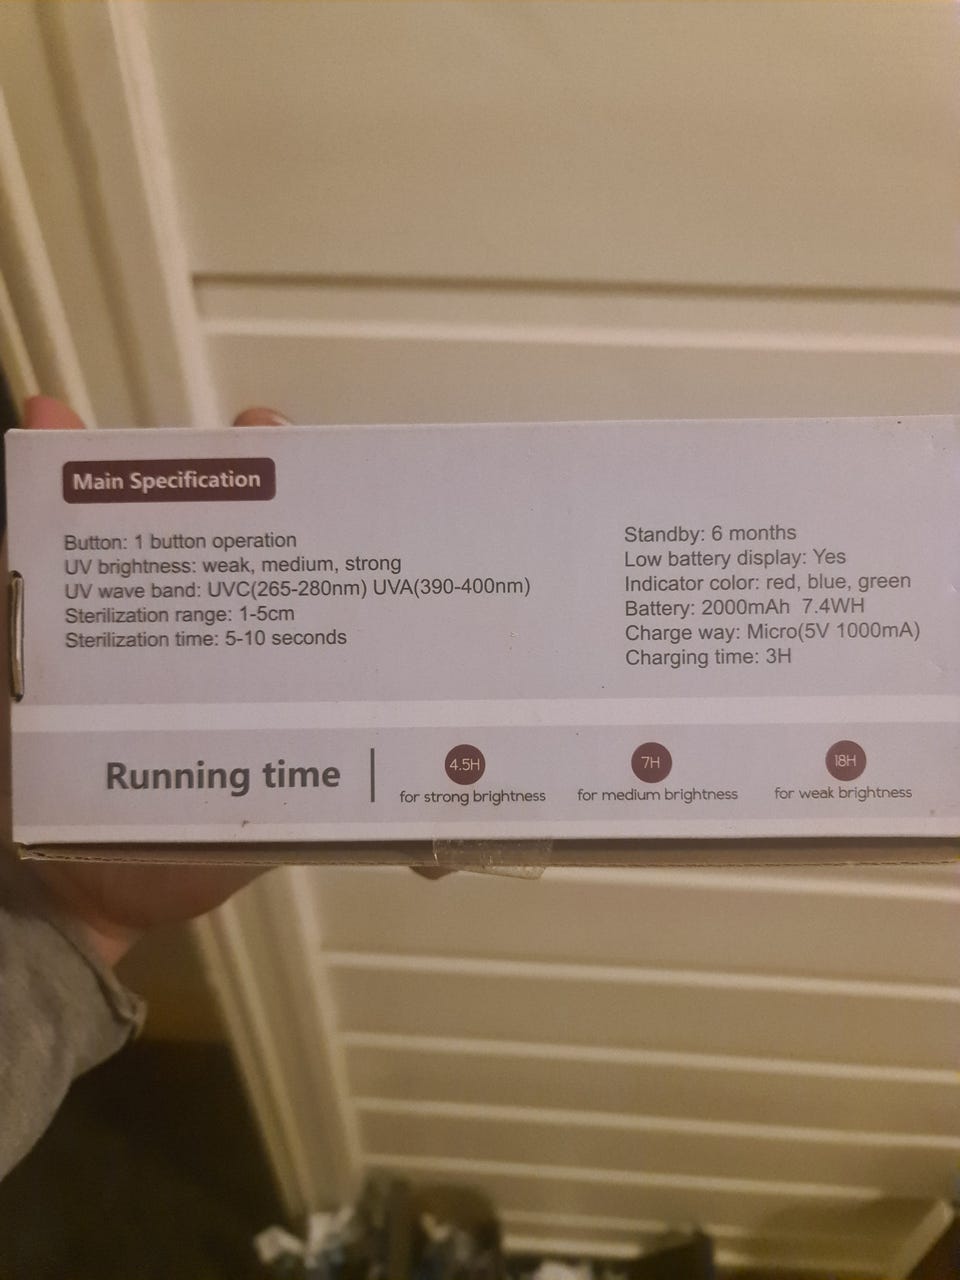 Main Specification
Button: 1 button operation
UV brightness: weak, medium, strong
UV wave band: UVC(265-280nm) UVA(390-400nm)
Sterilization range: 1-5cm
Sterilization time: 5-10 seconds
Standby: 6 months
Low battery display: Yes
Indicator color: red, blue, green
Battery: 2000mAh 7.4WH
Charge way: Micro(5V 1000mA)
Charging time: 3H
Running time
4.5H
for strong brightness
7H
for medium brightness
18H
for weak brightness